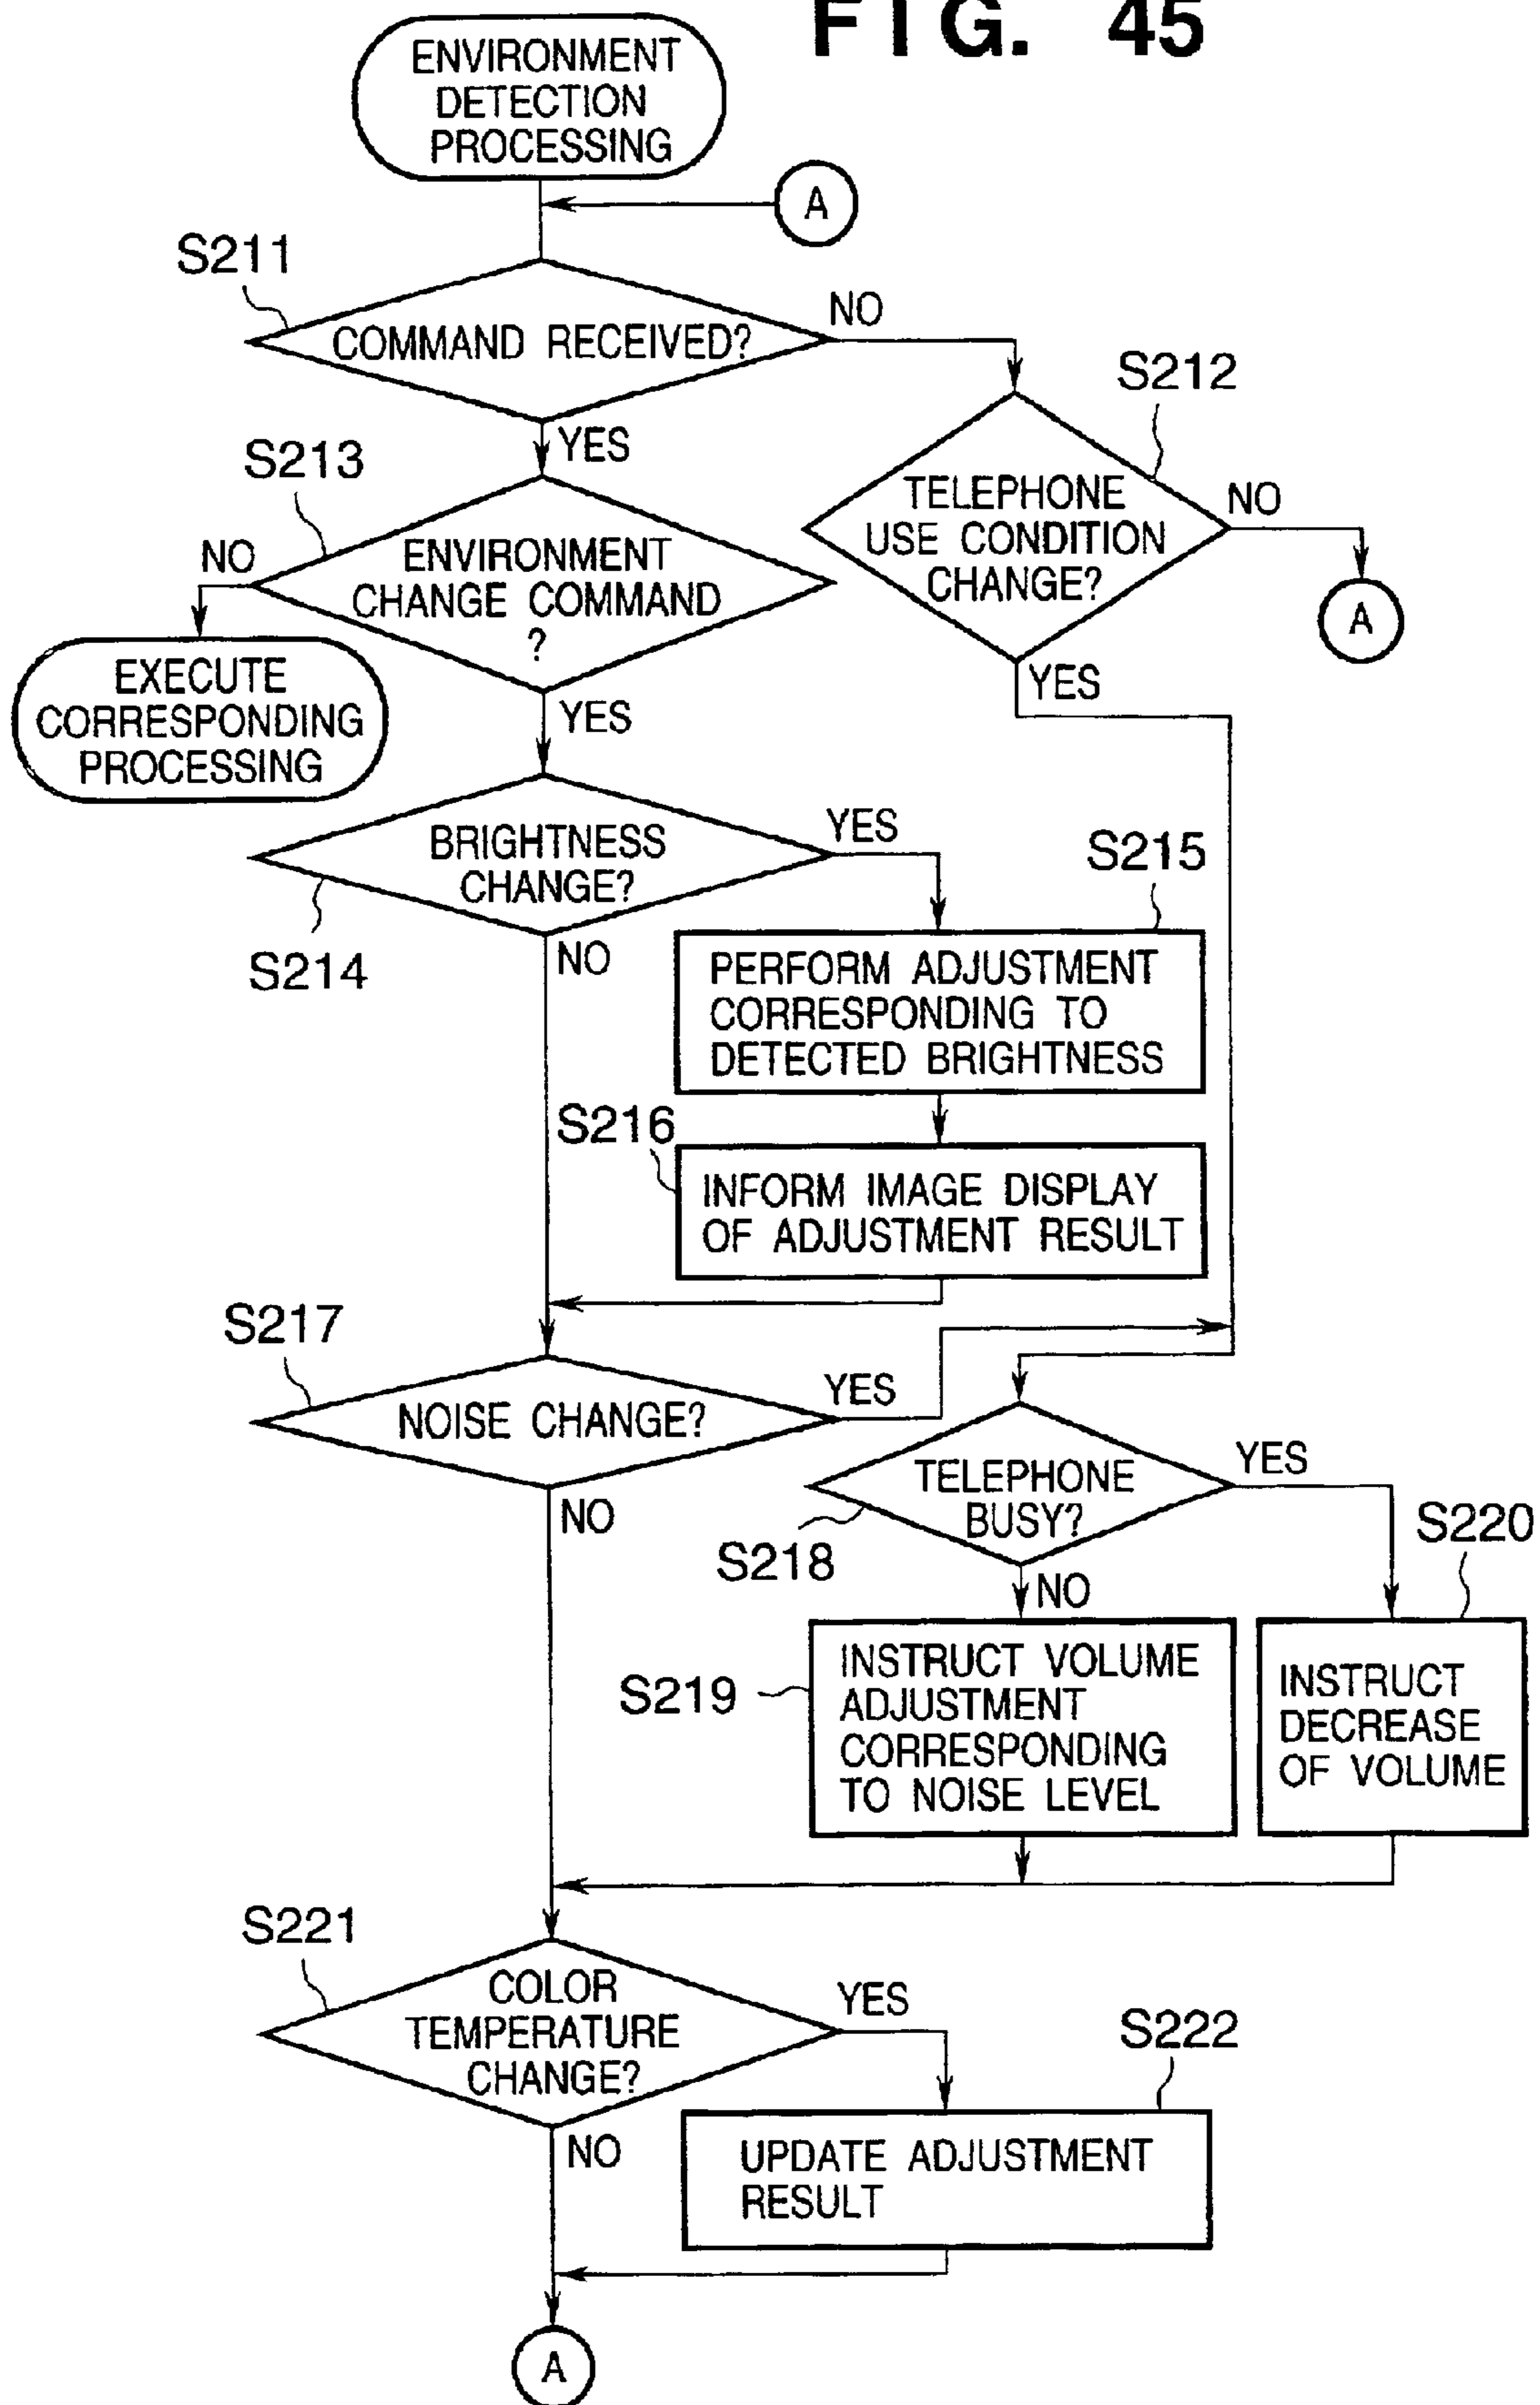 FIG. 45
ENVIRONMENT
DETECTION
PROCESSING
A
S211
COMMAND RECEIVED?
NO
YES
S212
TELEPHONE
USE CONDITION
CHANGE?
NO
A
YES
S213
ENVIRONMENT
CHANGE COMMAND
?
NO
EXECUTE
CORRESPONDING
PROCESSING
YES
BRIGHTNESS
CHANGE?
S214
YES
NO
S215
PERFORM ADJUSTMENT
CORRESPONDING TO
DETECTED BRIGHTNESS
S216
INFORM IMAGE DISPLAY
OF ADJUSTMENT RESULT
S217
NOISE CHANGE?
YES
NO
TELEPHONE
BUSY?
S218
YES
NO
S219
INSTRUCT VOLUME
ADJUSTMENT
CORRESPONDING
TO NOISE LEVEL
S220
INSTRUCT
DECREASE
OF VOLUME
S221
COLOR
TEMPERATURE
CHANGE?
YES
NO
S222
UPDATE ADJUSTMENT
RESULT
A